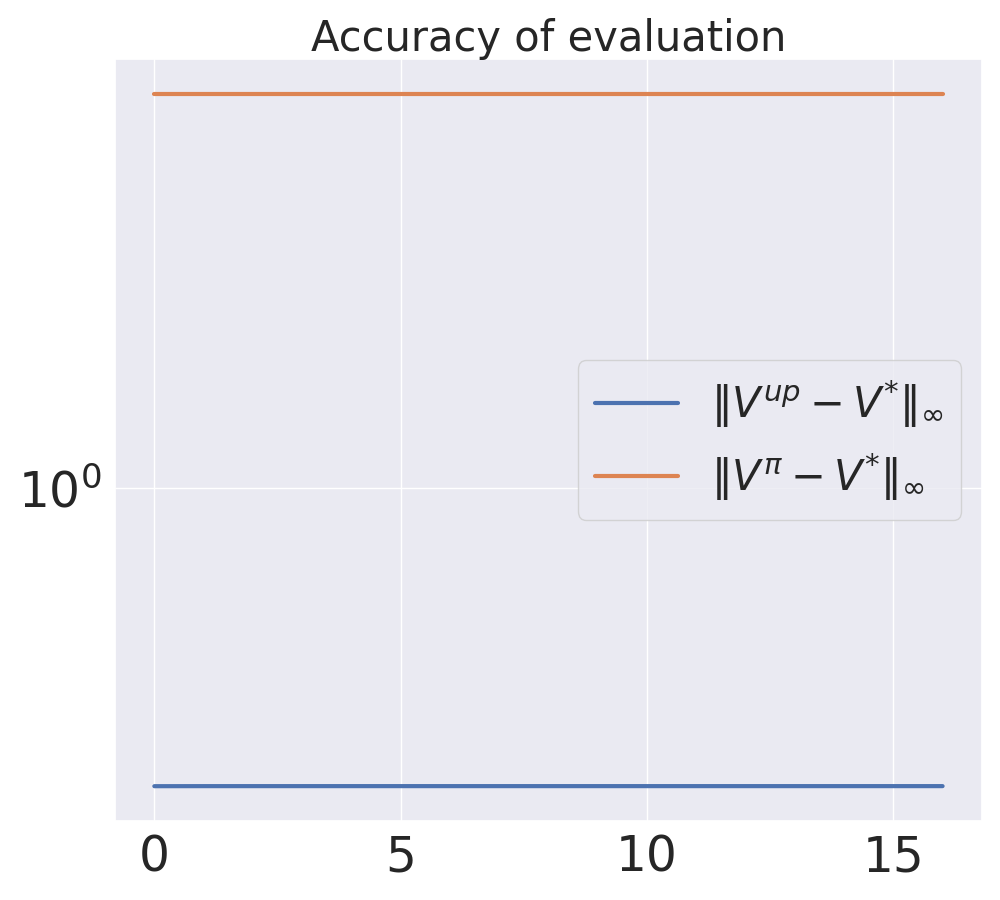 Accuracy of evaluation
‖V^{up} − V^*‖_∞
‖V^π − V^*‖_∞
10^0
0 5 10 15